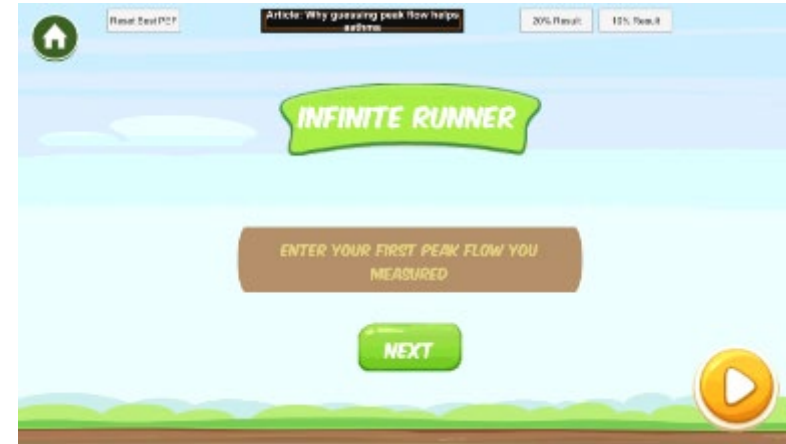 Reset Best PEF
Article: Why guessing peak flow helps
asthma
20% Result
10% Result
INFINITE RUNNER
ENTER YOUR FIRST PEAK FLOW YOU
MEASURED
NEXT